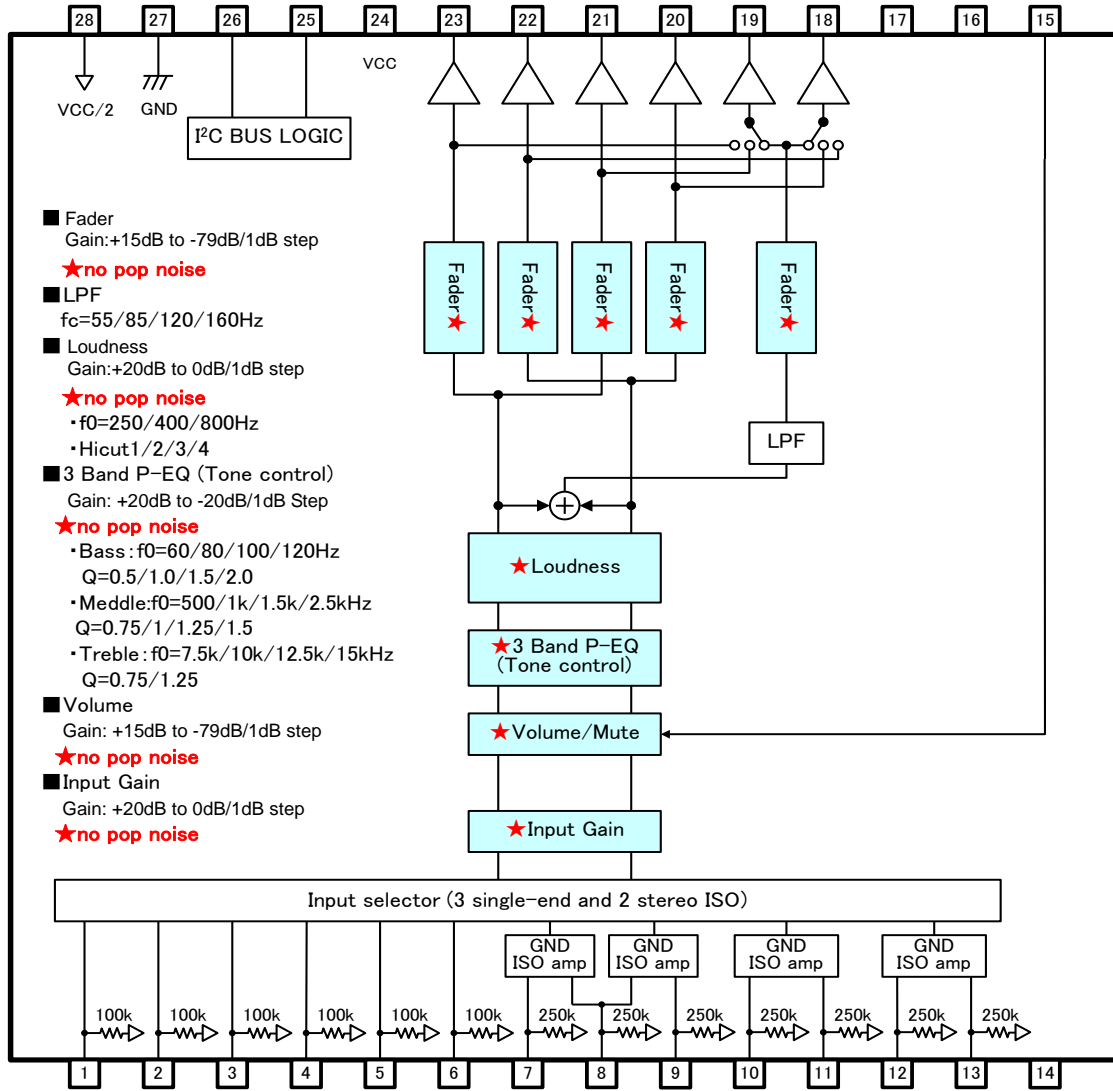 28 27 26 25 24 23 22 21 20 19 18 17 16 15
VCC
VCC/2
GND
I²C BUS LOGIC
■ Fader
Gain:+15dB to -79dB/1dB step
★no pop noise
■ LPF
fc=55/85/120/160Hz
■ Loudness
Gain:+20dB to 0dB/1dB step
★no pop noise
・f0=250/400/800Hz
・Hicut1/2/3/4
■ 3 Band P-EQ (Tone control)
Gain: +20dB to -20dB/1dB Step
★no pop noise
・Bass:f0=60/80/100/120Hz
Q=0.5/1.0/1.5/2.0
・Meddle:f0=500/1k/1.5k/2.5kHz
Q=0.75/1/1.25/1.5
・Treble:f0=7.5k/10k/12.5k/15kHz
Q=0.75/1.25
■ Volume
Gain: +15dB to -79dB/1dB step
★no pop noise
■ Input Gain
Gain: +20dB to 0dB/1dB step
★no pop noise
Fader★
Fader★
Fader★
Fader★
Fader★
LPF
★Loudness
★3 Band P-EQ
(Tone control)
★Volume/Mute
★Input Gain
Input selector (3 single-end and 2 stereo ISO)
GND
ISO amp
GND
ISO amp
GND
ISO amp
GND
ISO amp
100k 100k 100k 100k 100k 100k 250k 250k 250k 250k 250k 250k 250k
1 2 3 4 5 6 7 8 9 10 11 12 13 14